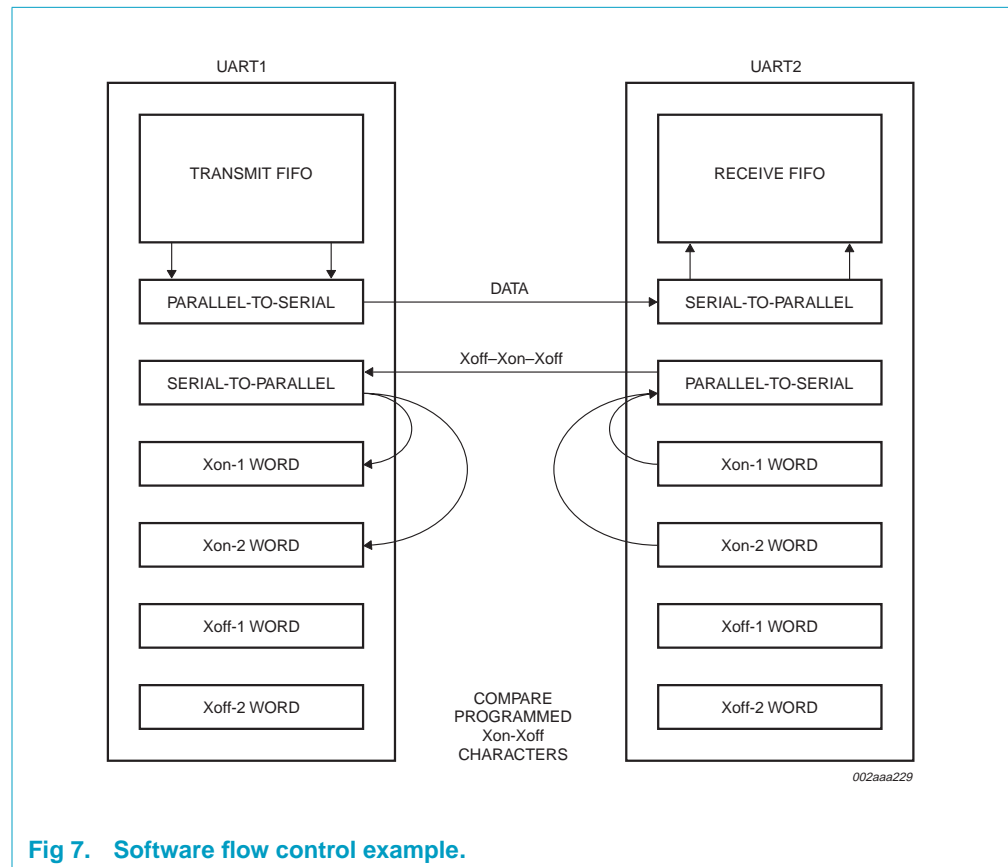 UART1
UART2
TRANSMIT FIFO
RECEIVE FIFO
PARALLEL-TO-SERIAL
DATA
SERIAL-TO-PARALLEL
Xoff–Xon–Xoff
SERIAL-TO-PARALLEL
PARALLEL-TO-SERIAL
Xon-1 WORD
Xon-1 WORD
Xon-2 WORD
Xon-2 WORD
Xoff-1 WORD
Xoff-1 WORD
Xoff-2 WORD
COMPARE
PROGRAMMED
Xon-Xoff
CHARACTERS
Xoff-2 WORD
002aaa229
Fig 7. Software flow control example.